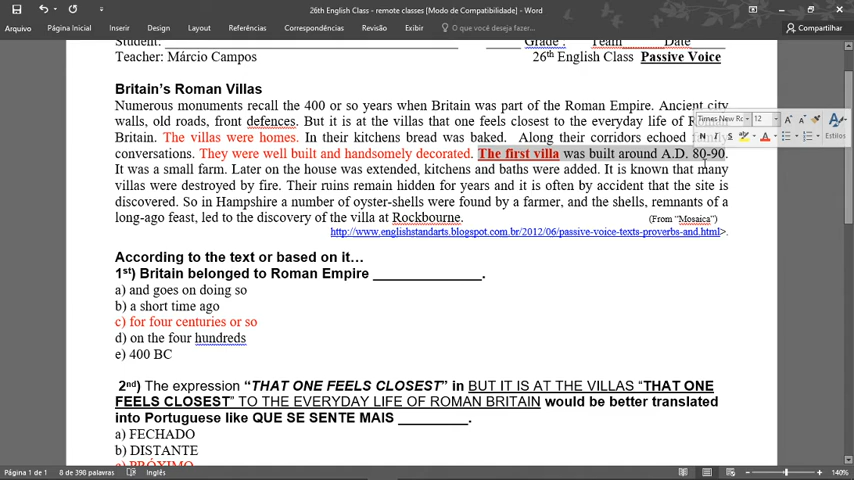 26th English Class - remote classes [Modo de Compatibilidade] - Word
Arquivo Página Inicial Inserir Design Layout Referências Correspondências Revisão Exibir O que você deseja fazer... Compartilhar
Student: Grade : Team Date
Teacher: Márcio Campos 26th English Class Passive Voice
Britain's Roman Villas
Numerous monuments recall the 400 or so years when Britain was part of the Roman Empire. Ancient city
walls, old roads, front defences. But it is at the villas that one feels closest to the everyday life of Roman
Britain. The villas were homes. In their kitchens bread was baked. Along their corridors echoed family
conversations. They were well built and handsomely decorated. The first villa was built around A.D. 80-90.
It was a small farm. Later on the house was extended, kitchens and baths were added. It is known that many
villas were destroyed by fire. Their ruins remain hidden for years and it is often by accident that the site is
discovered. So in Hampshire a number of oyster-shells were found by a farmer, and the shells, remnants of a
long-ago feast, led to the discovery of the villa at Rockbourne. (From "Mosaica")
http://www.englishstandarts.blogspot.com.br/2012/06/passive-voice-texts-proverbs-and.html>.
According to the text or based on it…
1st) Britain belonged to Roman Empire _______________.
a) and goes on doing so
b) a short time ago
c) for four centuries or so
d) on the four hundreds
e) 400 BC
2nd) The expression "THAT ONE FEELS CLOSEST" in BUT IT IS AT THE VILLAS "THAT ONE
FEELS CLOSEST" TO THE EVERYDAY LIFE OF ROMAN BRITAIN would be better translated
into Portuguese like QUE SE SENTE MAIS _________.
a) FECHADO
b) DISTANTE
c) PRÓXIMO
Times New Ro 12
N I S Estilos
Página 1 de 1 8 de 398 palavras Inglês 140%